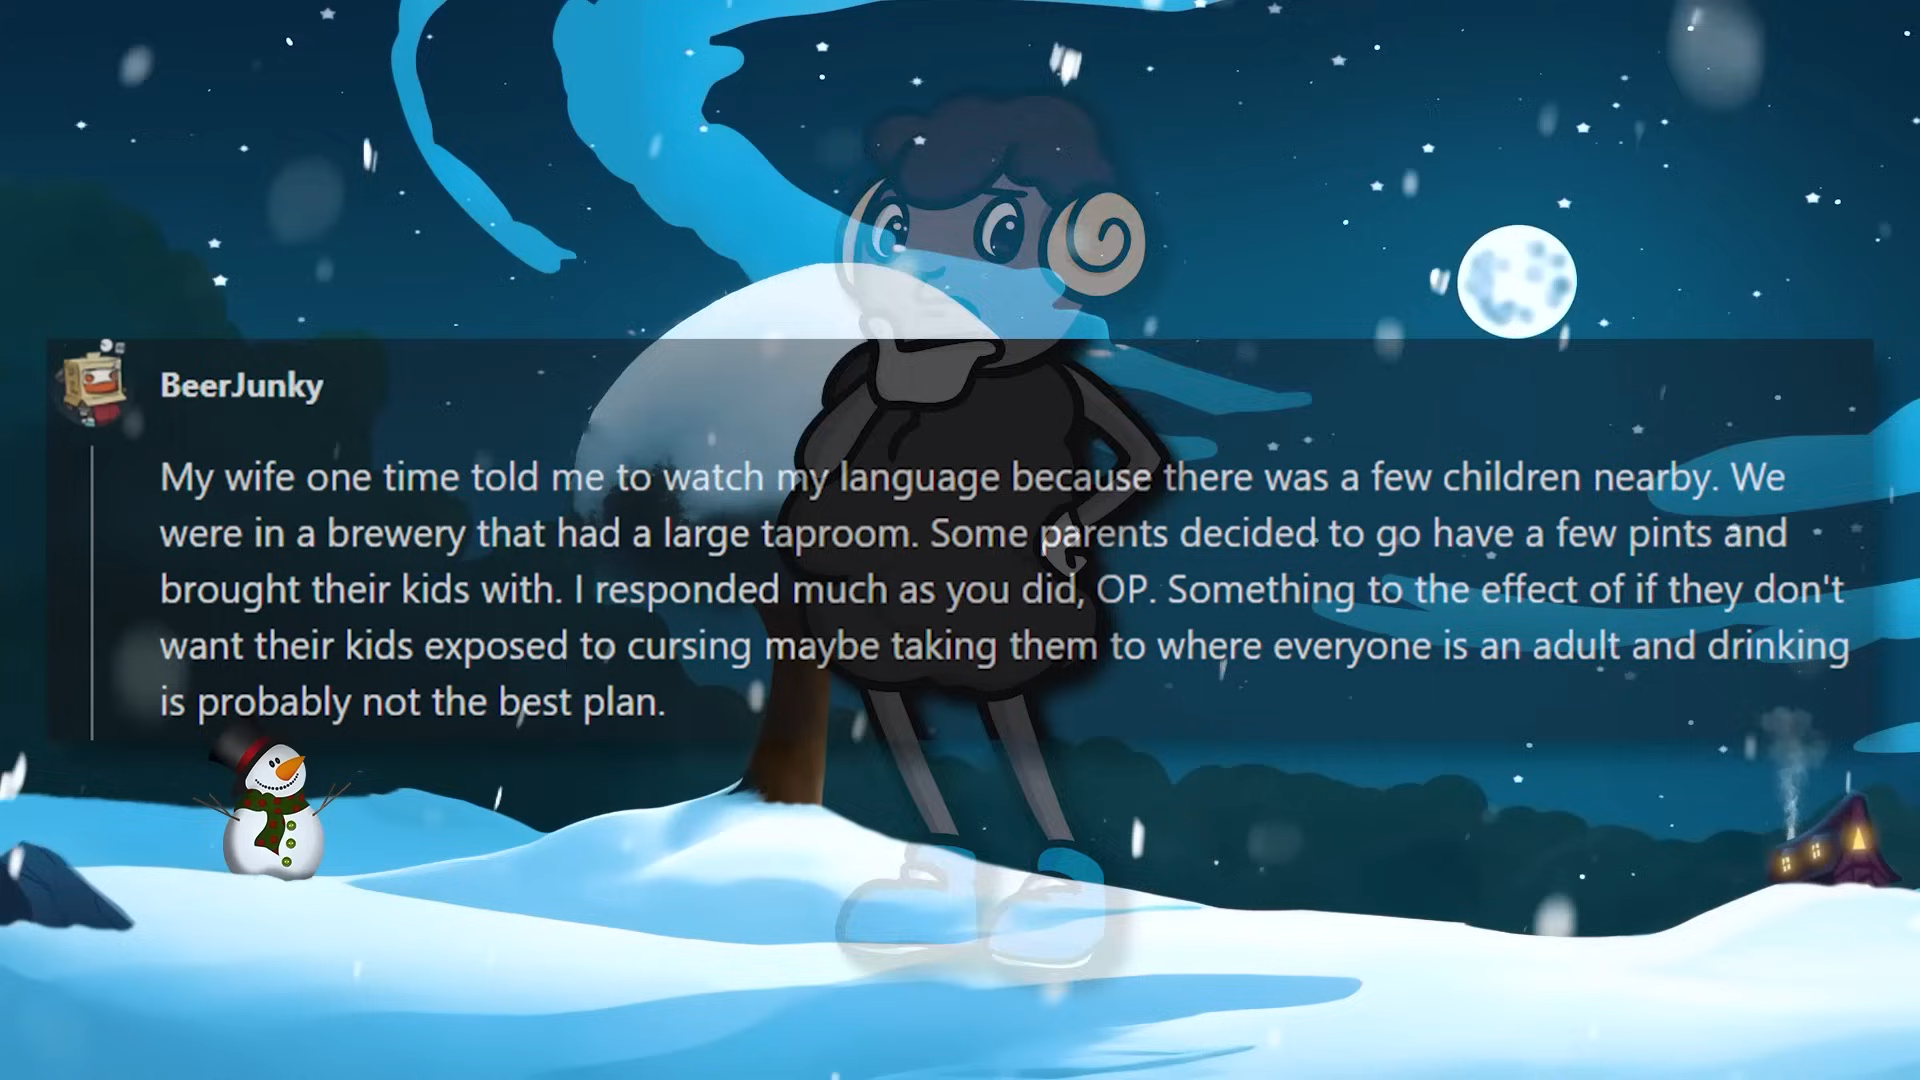 BeerJunky
My wife one time told me to watch my language because there was a few children nearby. We
were in a brewery that had a large taproom. Some parents decided to go have a few pints and
brought their kids with. I responded much as you did, OP. Something to the effect of if they don't
want their kids exposed to cursing maybe taking them to where everyone is an adult and drinking
is probably not the best plan.